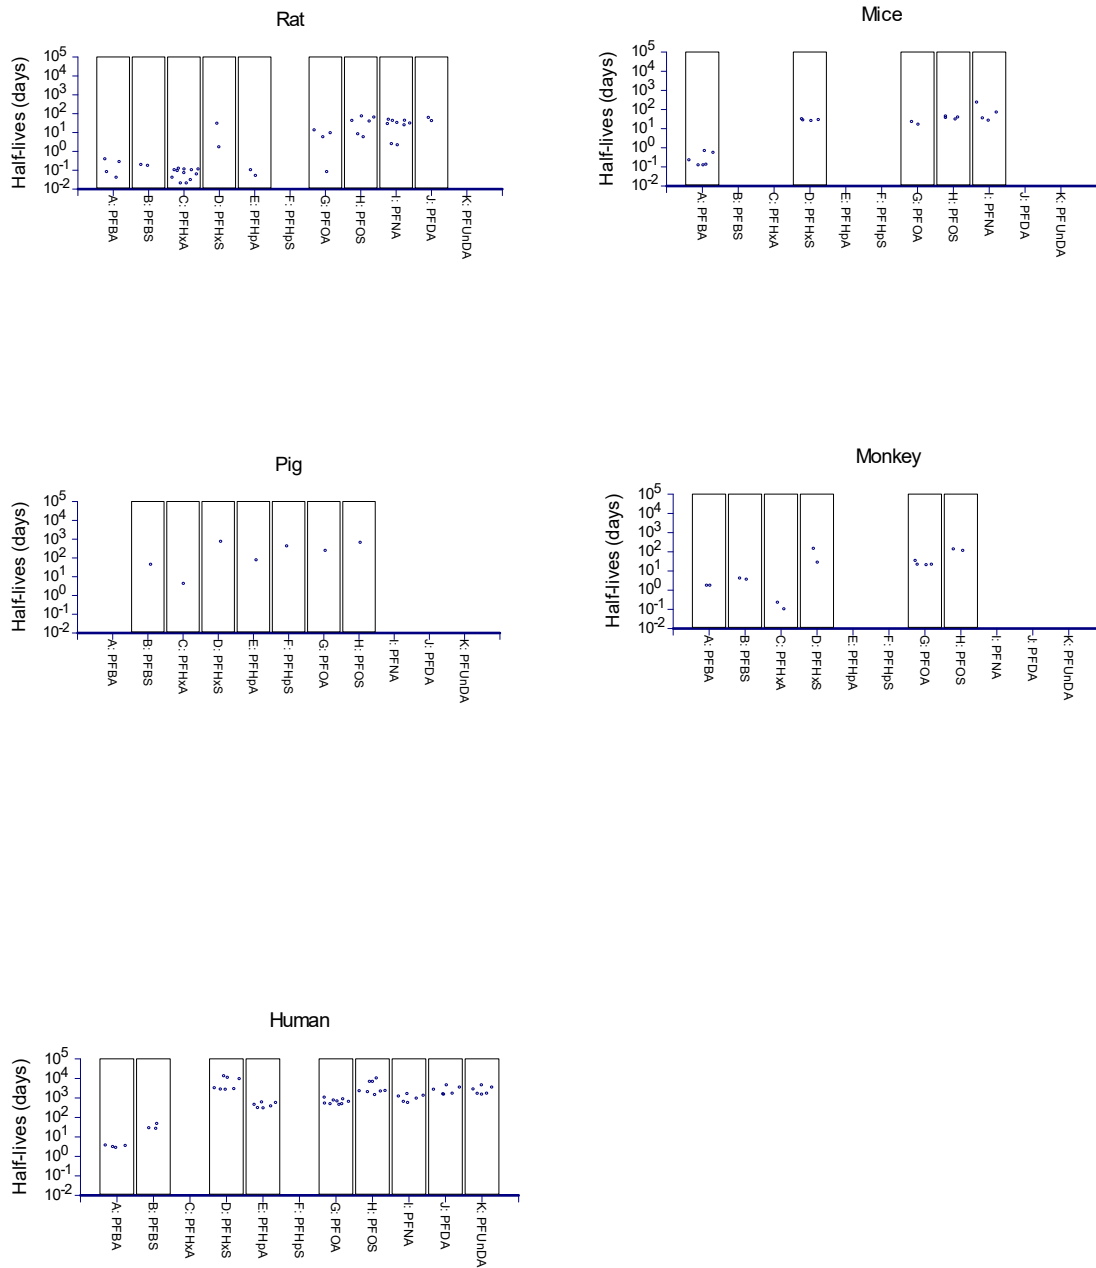 Rat
Half-lives (days)
10^5
10^4
10^3
10^2
10^1
10^0
10^-1
10^-2
A: PFBA
B: PFBS
C: PFHxA
D: PFHxS
E: PFHpA
F: PFHpS
G: PFOA
H: PFOS
I: PFNA
J: PFDA
K: PFUnDA
Mice
Half-lives (days)
10^5
10^4
10^3
10^2
10^1
10^0
10^-1
10^-2
A: PFBA
B: PFBS
C: PFHxA
D: PFHxS
E: PFHpA
F: PFHpS
G: PFOA
H: PFOS
I: PFNA
J: PFDA
K: PFUnDA
Pig
Half-lives (days)
10^5
10^4
10^3
10^2
10^1
10^0
10^-1
10^-2
A: PFBA
B: PFBS
C: PFHxA
D: PFHxS
E: PFHpA
F: PFHpS
G: PFOA
H: PFOS
I: PFNA
J: PFDA
K: PFUnDA
Monkey
Half-lives (days)
10^5
10^4
10^3
10^2
10^1
10^0
10^-1
10^-2
A: PFBA
B: PFBS
C: PFHxA
D: PFHxS
E: PFHpA
F: PFHpS
G: PFOA
H: PFOS
I: PFNA
J: PFDA
K: PFUnDA
Human
Half-lives (days)
10^5
10^4
10^3
10^2
10^1
10^0
10^-1
10^-2
A: PFBA
B: PFBS
C: PFHxA
D: PFHxS
E: PFHpA
F: PFHpS
G: PFOA
H: PFOS
I: PFNA
J: PFDA
K: PFUnDA